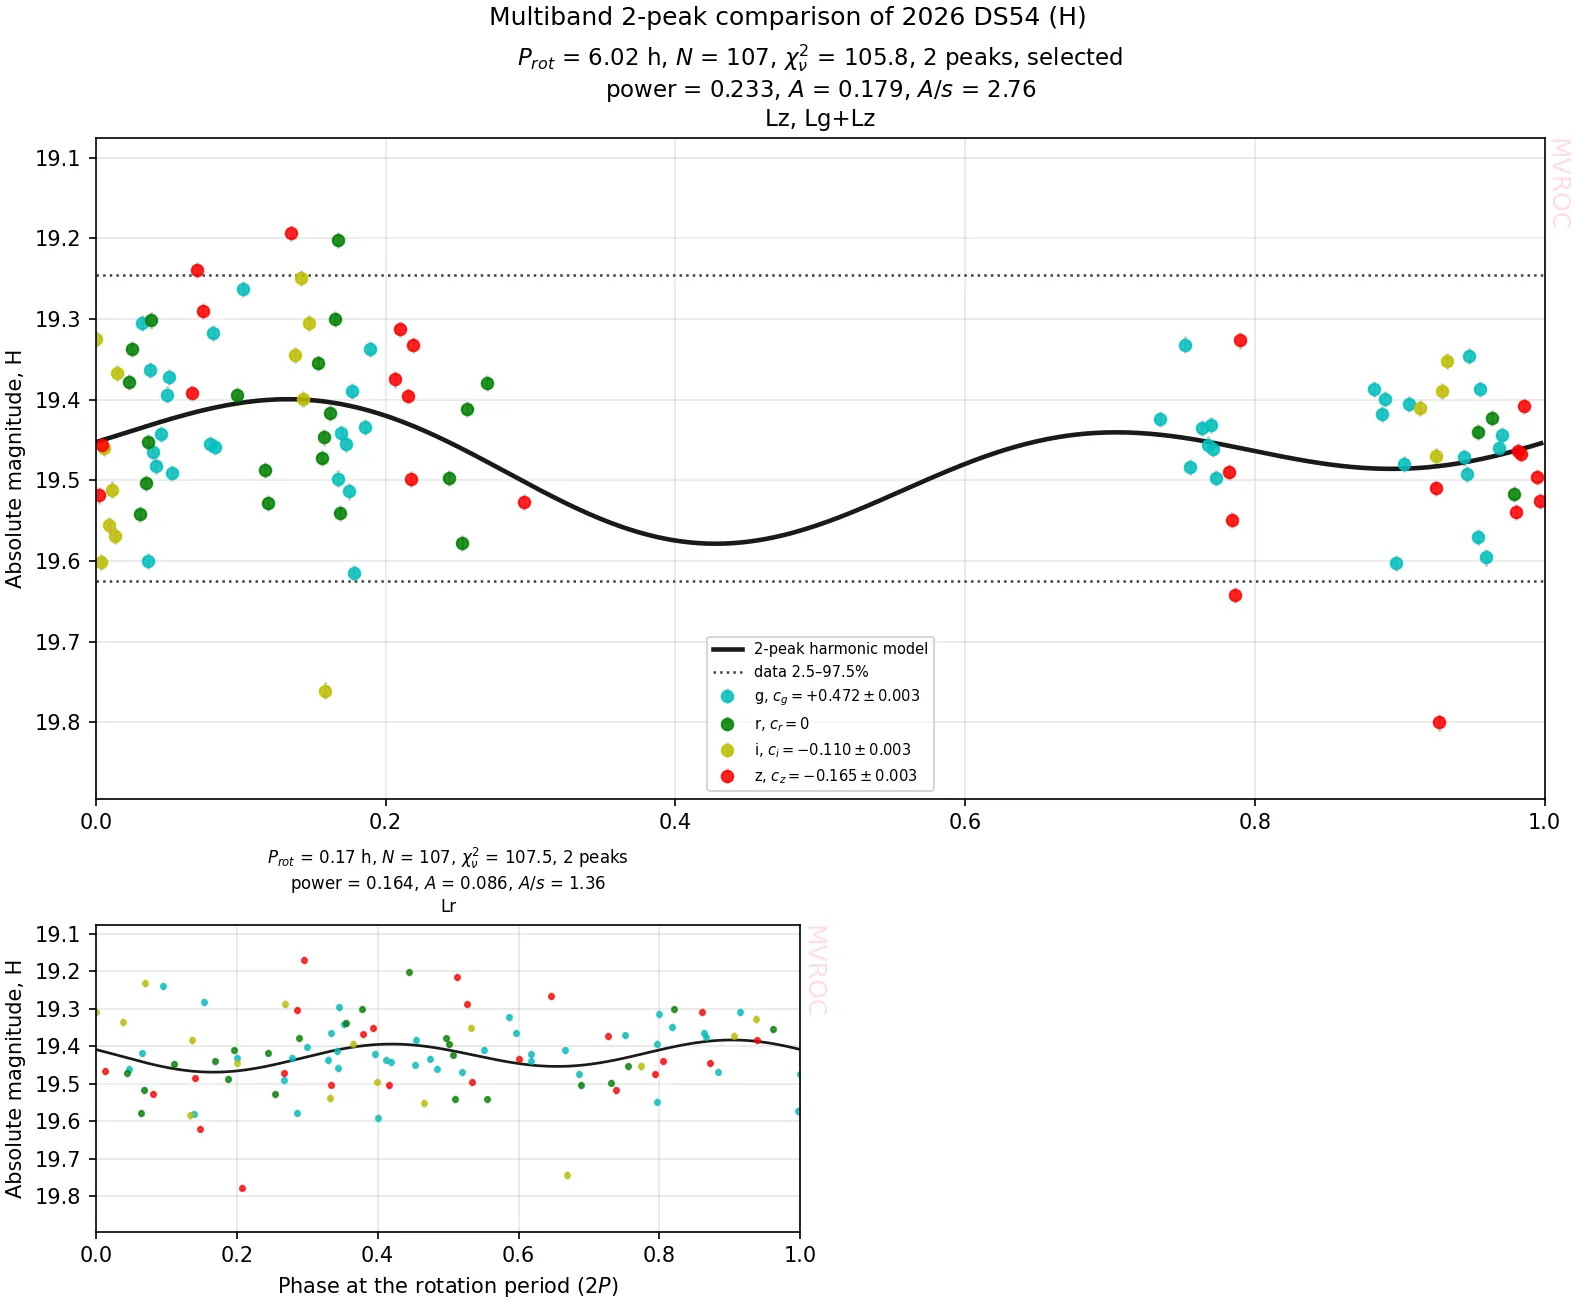 Multiband 2-peak comparison of 2026 DS54 (H)
P_rot = 6.02 h, N = 107, χ²_ν = 105.8, 2 peaks, selected
power = 0.233, A = 0.179, A/s = 2.76
Lz, Lg+Lz
MVROC
19.1
19.2
19.3
19.4
19.5
19.6
19.7
19.8
Absolute magnitude, H
2-peak harmonic model
data 2.5–97.5%
g, c_g = +0.472 ± 0.003
r, c_r = 0
i, c_i = −0.110 ± 0.003
z, c_z = −0.165 ± 0.003
0.0 0.2 0.4 0.6 0.8 1.0
P_rot = 0.17 h, N = 107, χ²_ν = 107.5, 2 peaks
power = 0.164, A = 0.086, A/s = 1.36
Lr
MVROC
19.1
19.2
19.3
19.4
19.5
19.6
19.7
19.8
Absolute magnitude, H
0.0 0.2 0.4 0.6 0.8 1.0
Phase at the rotation period (2P)